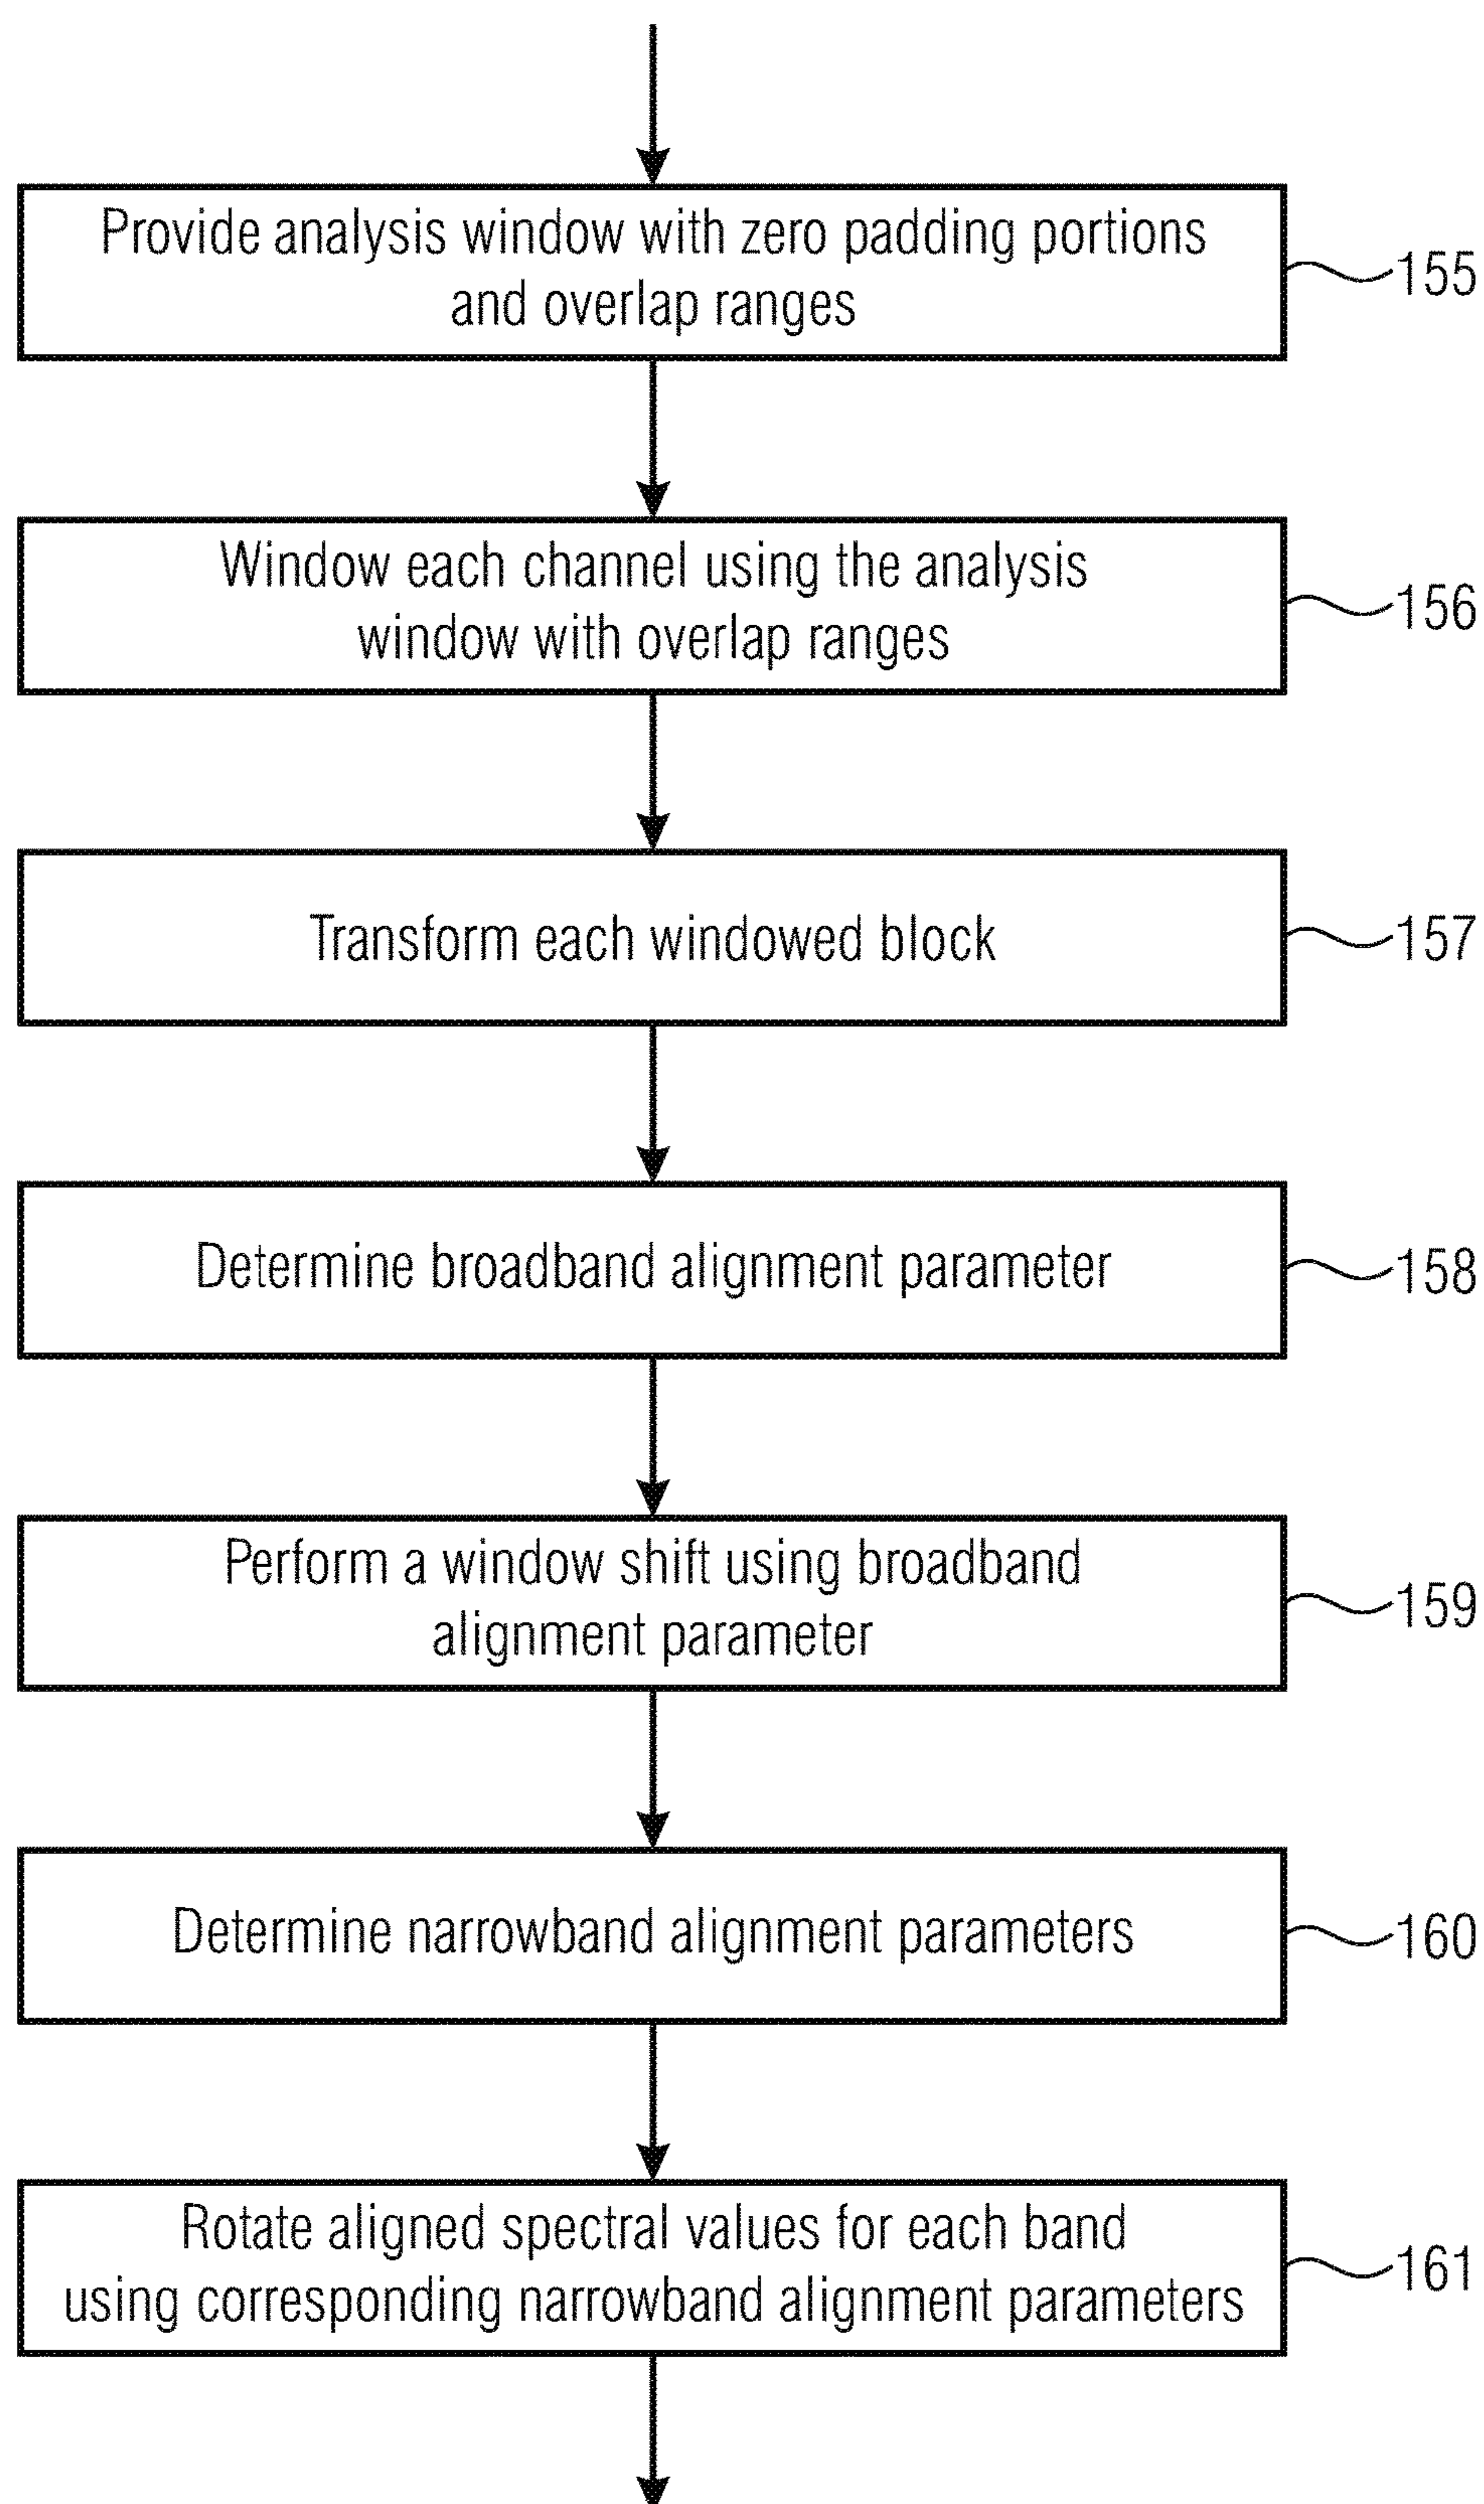 Provide analysis window with zero padding portions
and overlap ranges
155
Window each channel using the analysis
window with overlap ranges
156
Transform each windowed block
157
Determine broadband alignment parameter
158
Perform a window shift using broadband
alignment parameter
159
Determine narrowband alignment parameters
160
Rotate aligned spectral values for each band
using corresponding narrowband alignment parameters
161